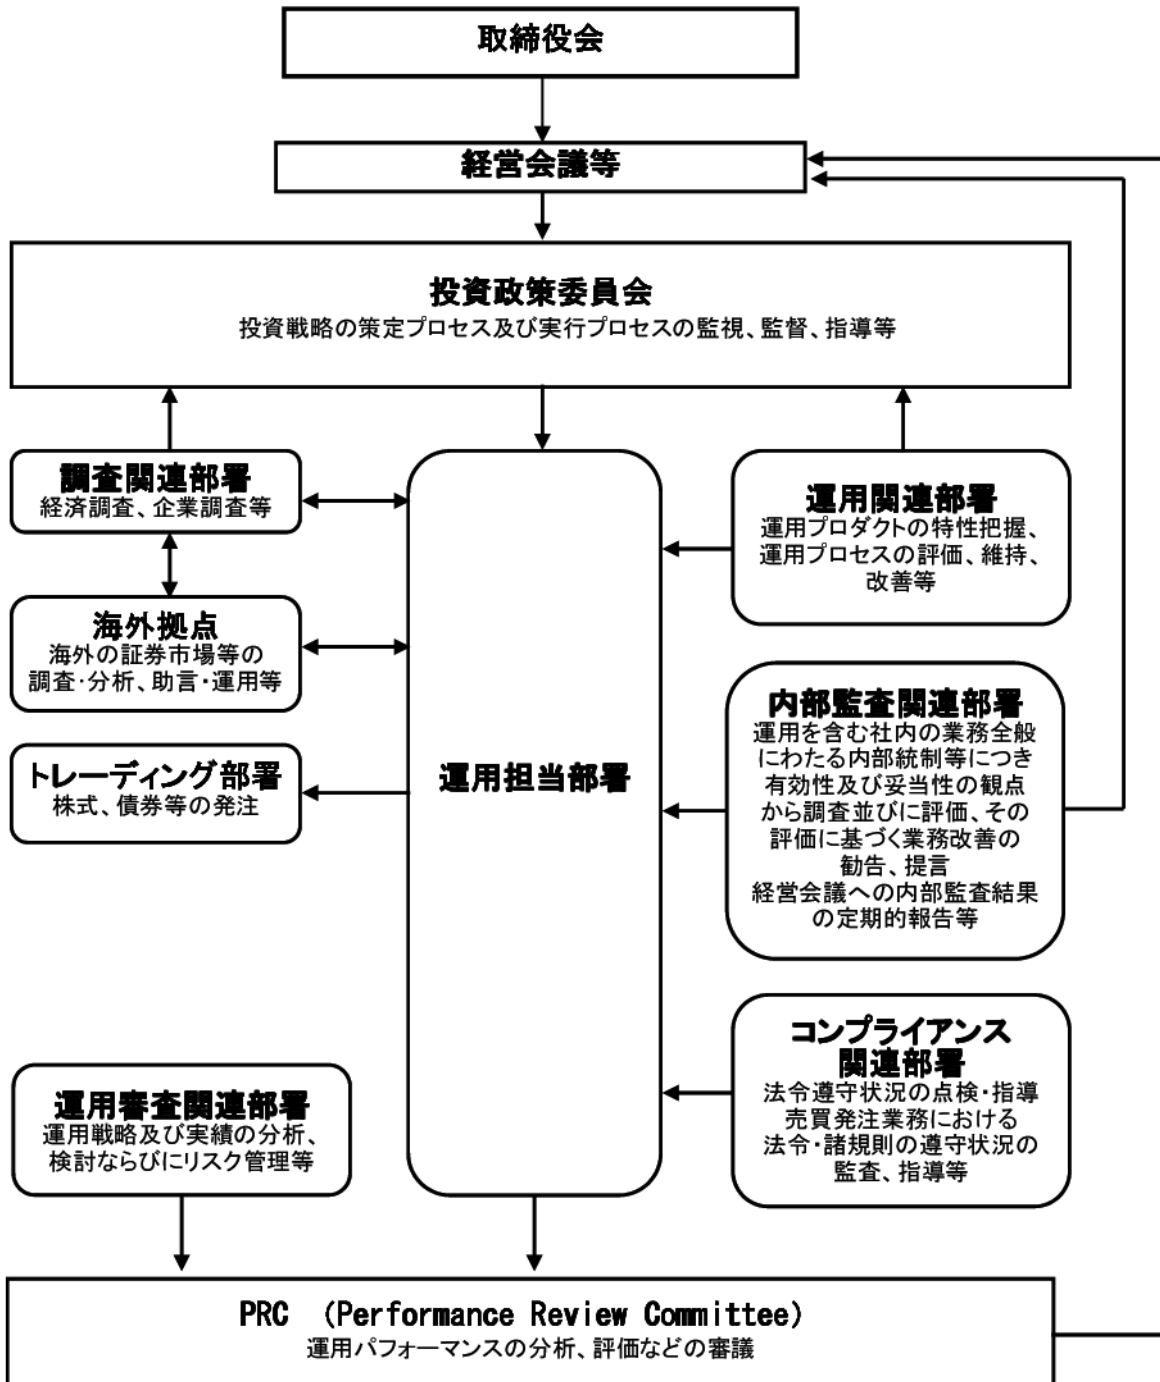 取締役会
経営会議等
投資政策委員会
投資戦略の策定プロセス及び実行プロセスの監視、監督、指導等
調査関連部署
経済調査、企業調査等
海外拠点
海外の証券市場等の
調査・分析、助言・運用等
トレーディング部署
株式、債券等の発注
運用担当部署
運用関連部署
運用プロダクトの特性把握、
運用プロセスの評価、維持、
改善等
内部監査関連部署
運用を含む社内の業務全般
にわたる内部統制等につき
有効性及び妥当性の観点
から調査並びに評価、その
評価に基づく業務改善の
勧告、提言
経営会議への内部監査結果
の定期的報告等
コンプライアンス
関連部署
法令遵守状況の点検・指導
売買発注業務における
法令・諸規則の遵守状況の
監査、指導等
運用審査関連部署
運用戦略及び実績の分析、
検討ならびにリスク管理等
PRC （Performance Review Committee）
運用パフォーマンスの分析、評価などの審議